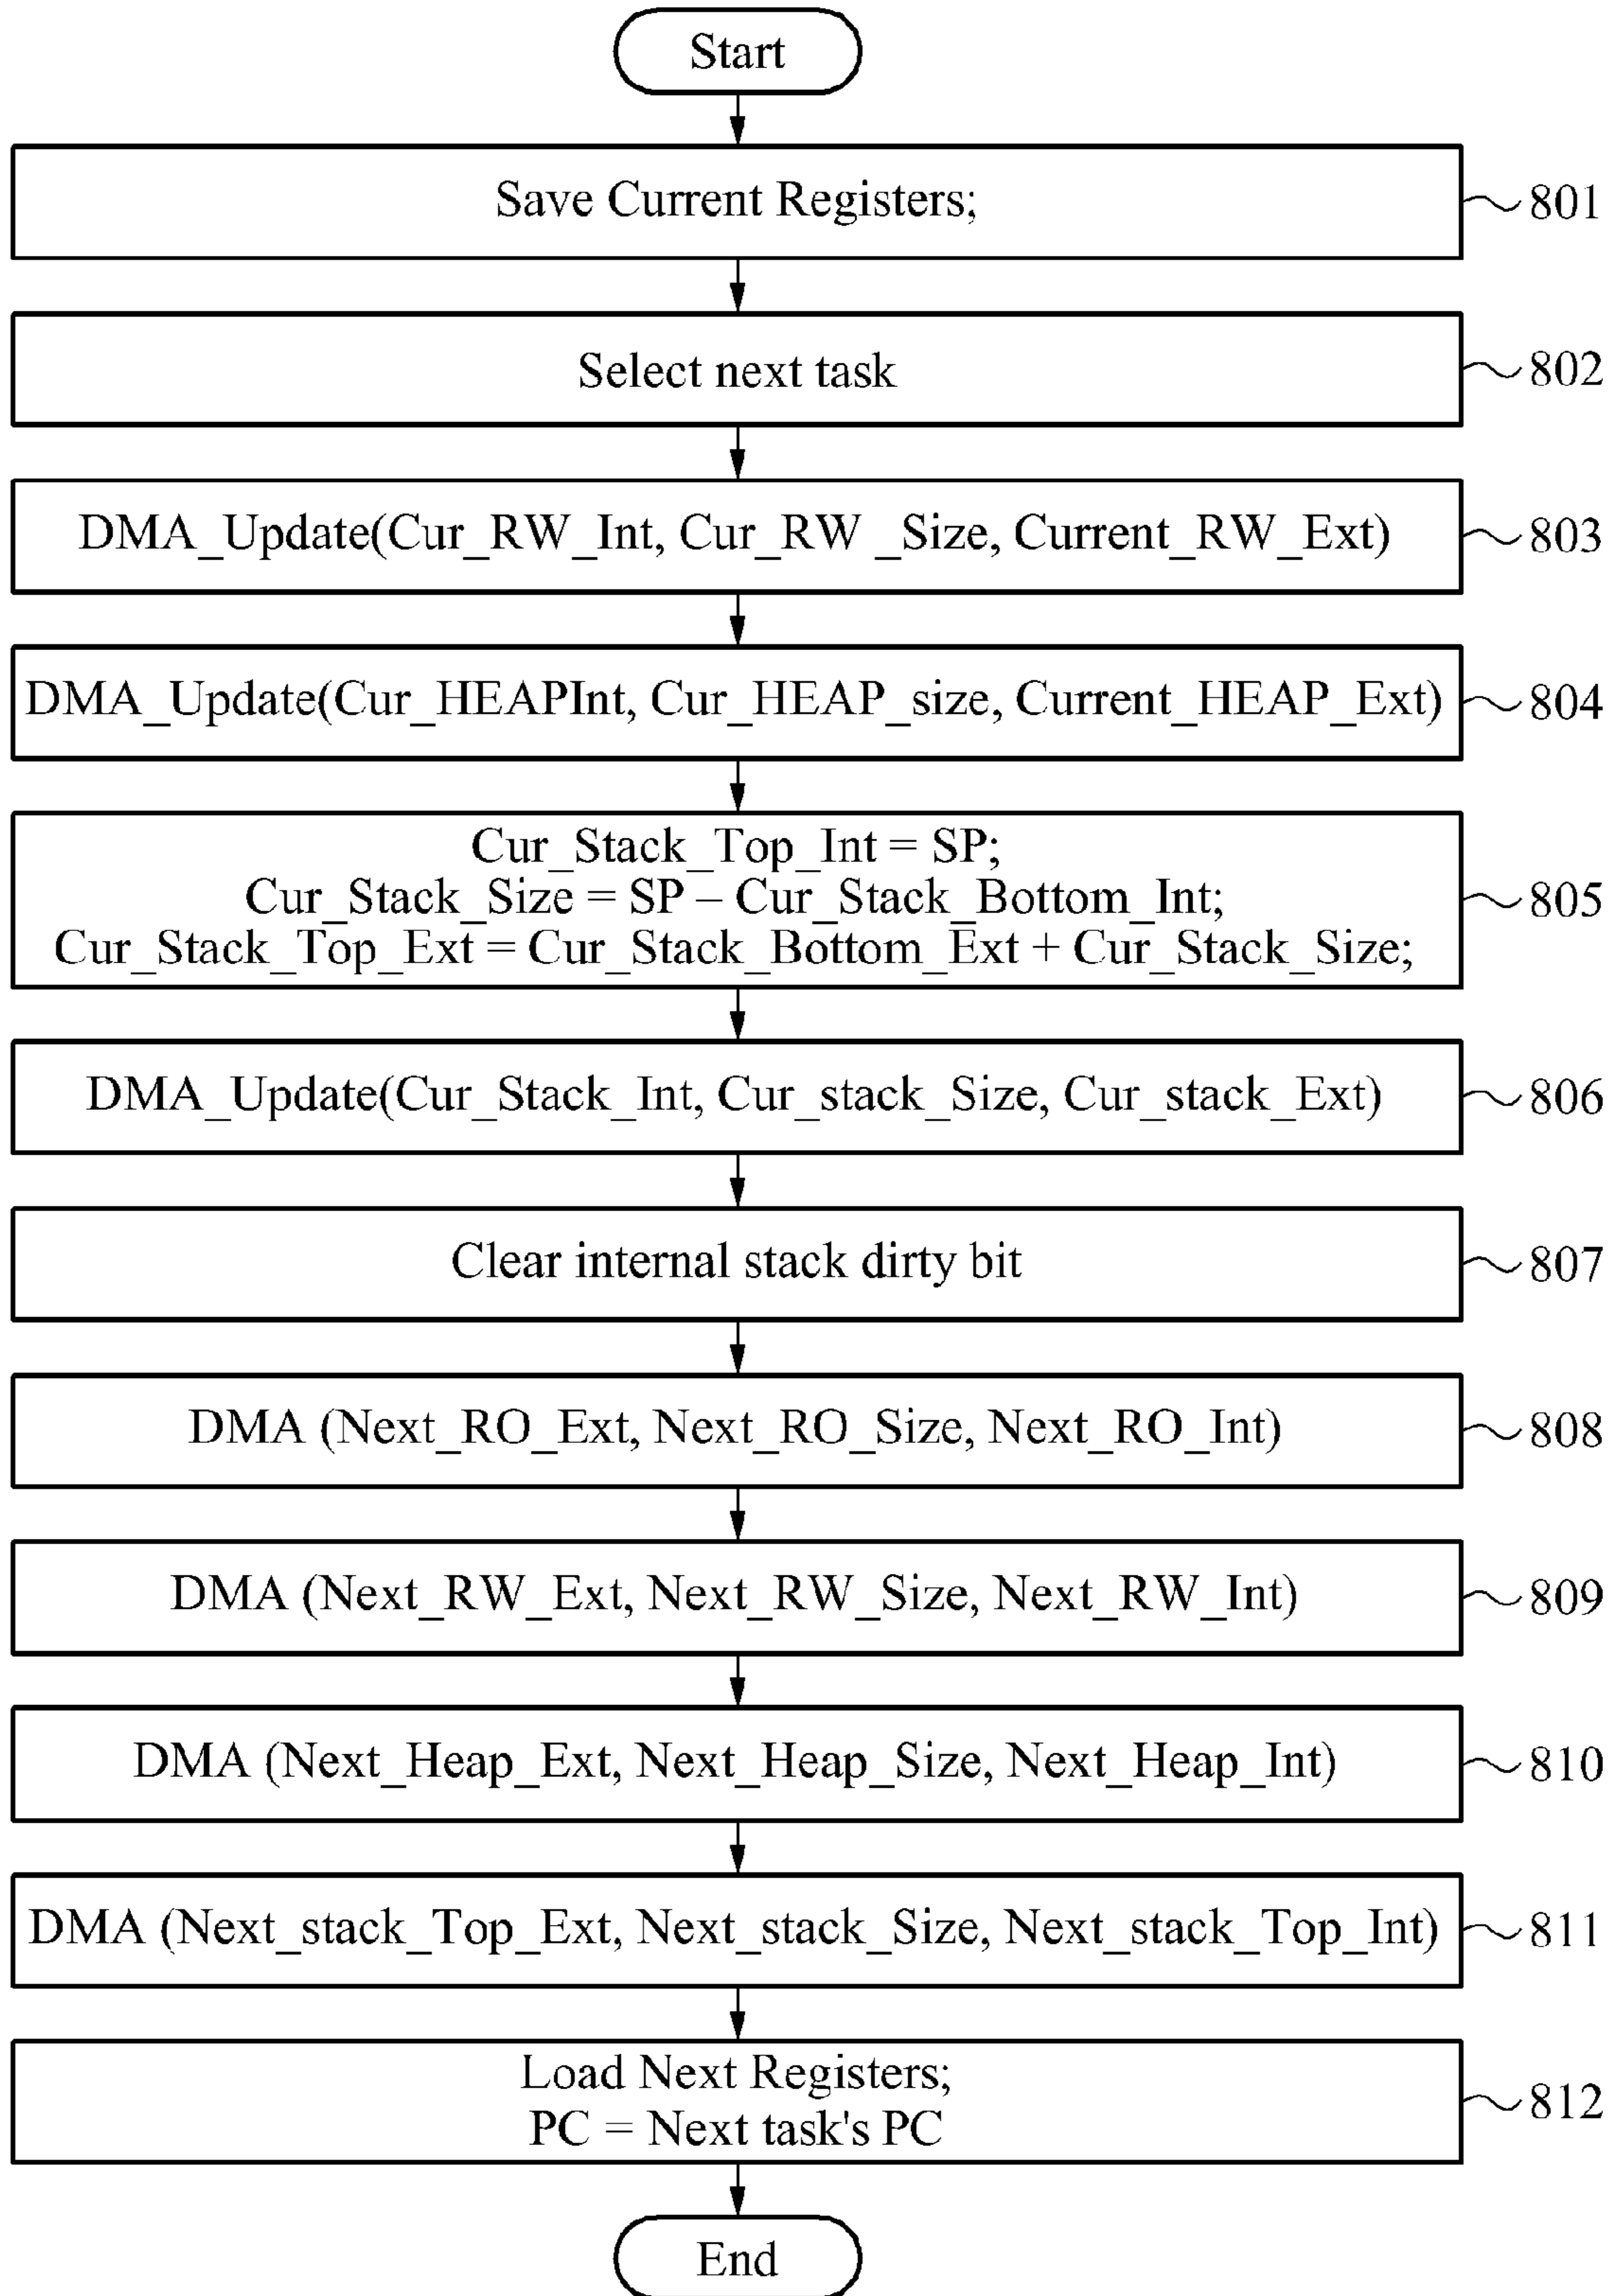 Start
Save Current Registers;
801
Select next task
802
DMA_Update(Cur_RW_Int, Cur_RW _Size, Current_RW_Ext)
803
DMA_Update(Cur_HEAPInt, Cur_HEAP_size, Current_HEAP_Ext)
804
Cur_Stack_Top_Int = SP;
Cur_Stack_Size = SP – Cur_Stack_Bottom_Int;
Cur_Stack_Top_Ext = Cur_Stack_Bottom_Ext + Cur_Stack_Size;
805
DMA_Update(Cur_Stack_Int, Cur_stack_Size, Cur_stack_Ext)
806
Clear internal stack dirty bit
807
DMA (Next_RO_Ext, Next_RO_Size, Next_RO_Int)
808
DMA (Next_RW_Ext, Next_RW_Size, Next_RW_Int)
809
DMA (Next_Heap_Ext, Next_Heap_Size, Next_Heap_Int)
810
DMA (Next_stack_Top_Ext, Next_stack_Size, Next_stack_Top_Int)
811
Load Next Registers;
PC = Next task's PC
812
End